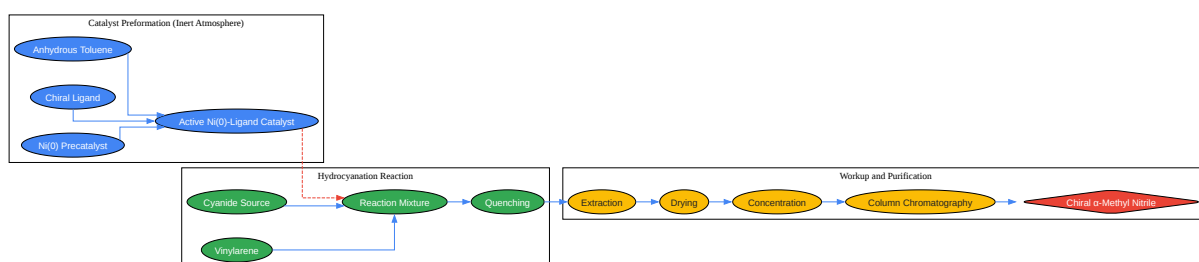 Catalyst Preformation (Inert Atmosphere)
Anhydrous Toluene
Chiral Ligand
Active Ni(0)-Ligand Catalyst
Ni(0) Precatalyst
Hydrocyanation Reaction
Cyanide Source
Reaction Mixture
Quenching
Vinylarene
Workup and Purification
Extraction
Drying
Concentration
Column Chromatography
Chiral α-Methyl Nitrile